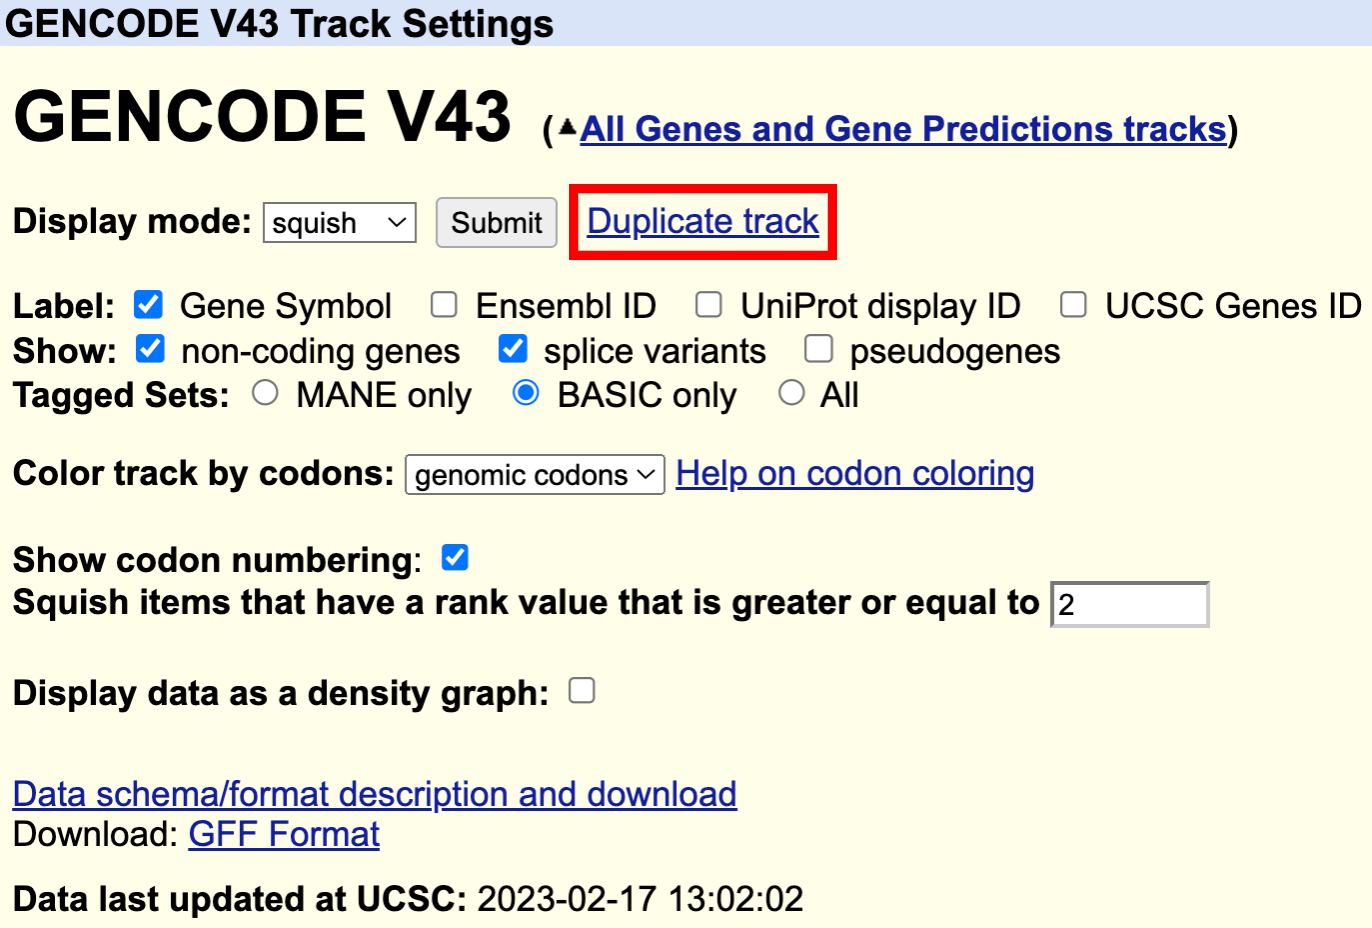 GENCODE V43 Track Settings
GENCODE V43 (All Genes and Gene Predictions tracks)
Display mode: squish Submit Duplicate track
Label: Gene Symbol Ensembl ID UniProt display ID UCSC Genes ID
Show: non-coding genes splice variants pseudogenes
Tagged Sets: MANE only BASIC only All
Color track by codons: genomic codons Help on codon coloring
Show codon numbering:
Squish items that have a rank value that is greater or equal to 2
Display data as a density graph:
Data schema/format description and download
Download: GFF Format
Data last updated at UCSC: 2023-02-17 13:02:02